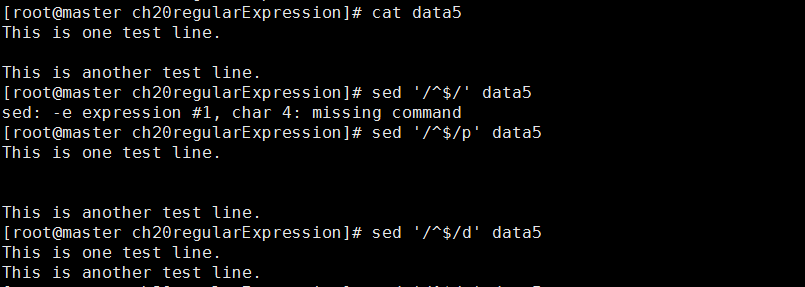 [root@master ch20regularExpression]# cat data5
This is one test line.

This is another test line.
[root@master ch20regularExpression]# sed '/^$/' data5
sed: -e expression #1, char 4: missing command
[root@master ch20regularExpression]# sed '/^$/p' data5
This is one test line.


This is another test line.
[root@master ch20regularExpression]# sed '/^$/d' data5
This is one test line.
This is another test line.